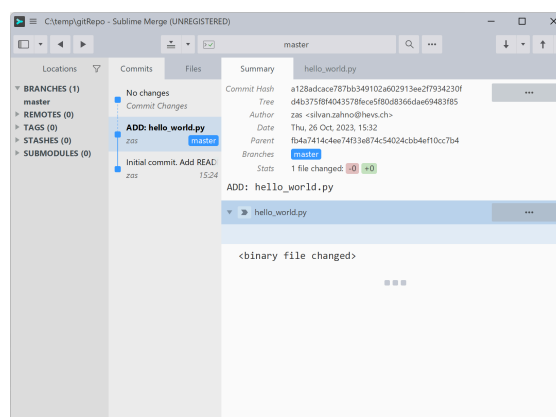 C:\temp\gitRepo - Sublime Merge (UNREGISTERED)
master
Locations
Commits
Files
Summary
hello_world.py
BRANCHES (1)
master
REMOTES (0)
TAGS (0)
STASHES (0)
SUBMODULES (0)
No changes
Commit Changes
ADD: hello_world.py
zas master
Initial commit. Add READ
zas 15:24
Commit Hash a128adcace787bb349102a602913ee2f7934230f
Tree d4b375f8f4043578fece5f80d8366dae69483f85
Author zas <silvan.zahno@hevs.ch>
Date Thu, 26 Oct, 2023, 15:32
Parent fb4a7414c4ee74f33e874c54024cbb4ef10cc7b4
Branches master
Stats 1 file changed: -0 +0
ADD: hello_world.py
hello_world.py
<binary file changed>